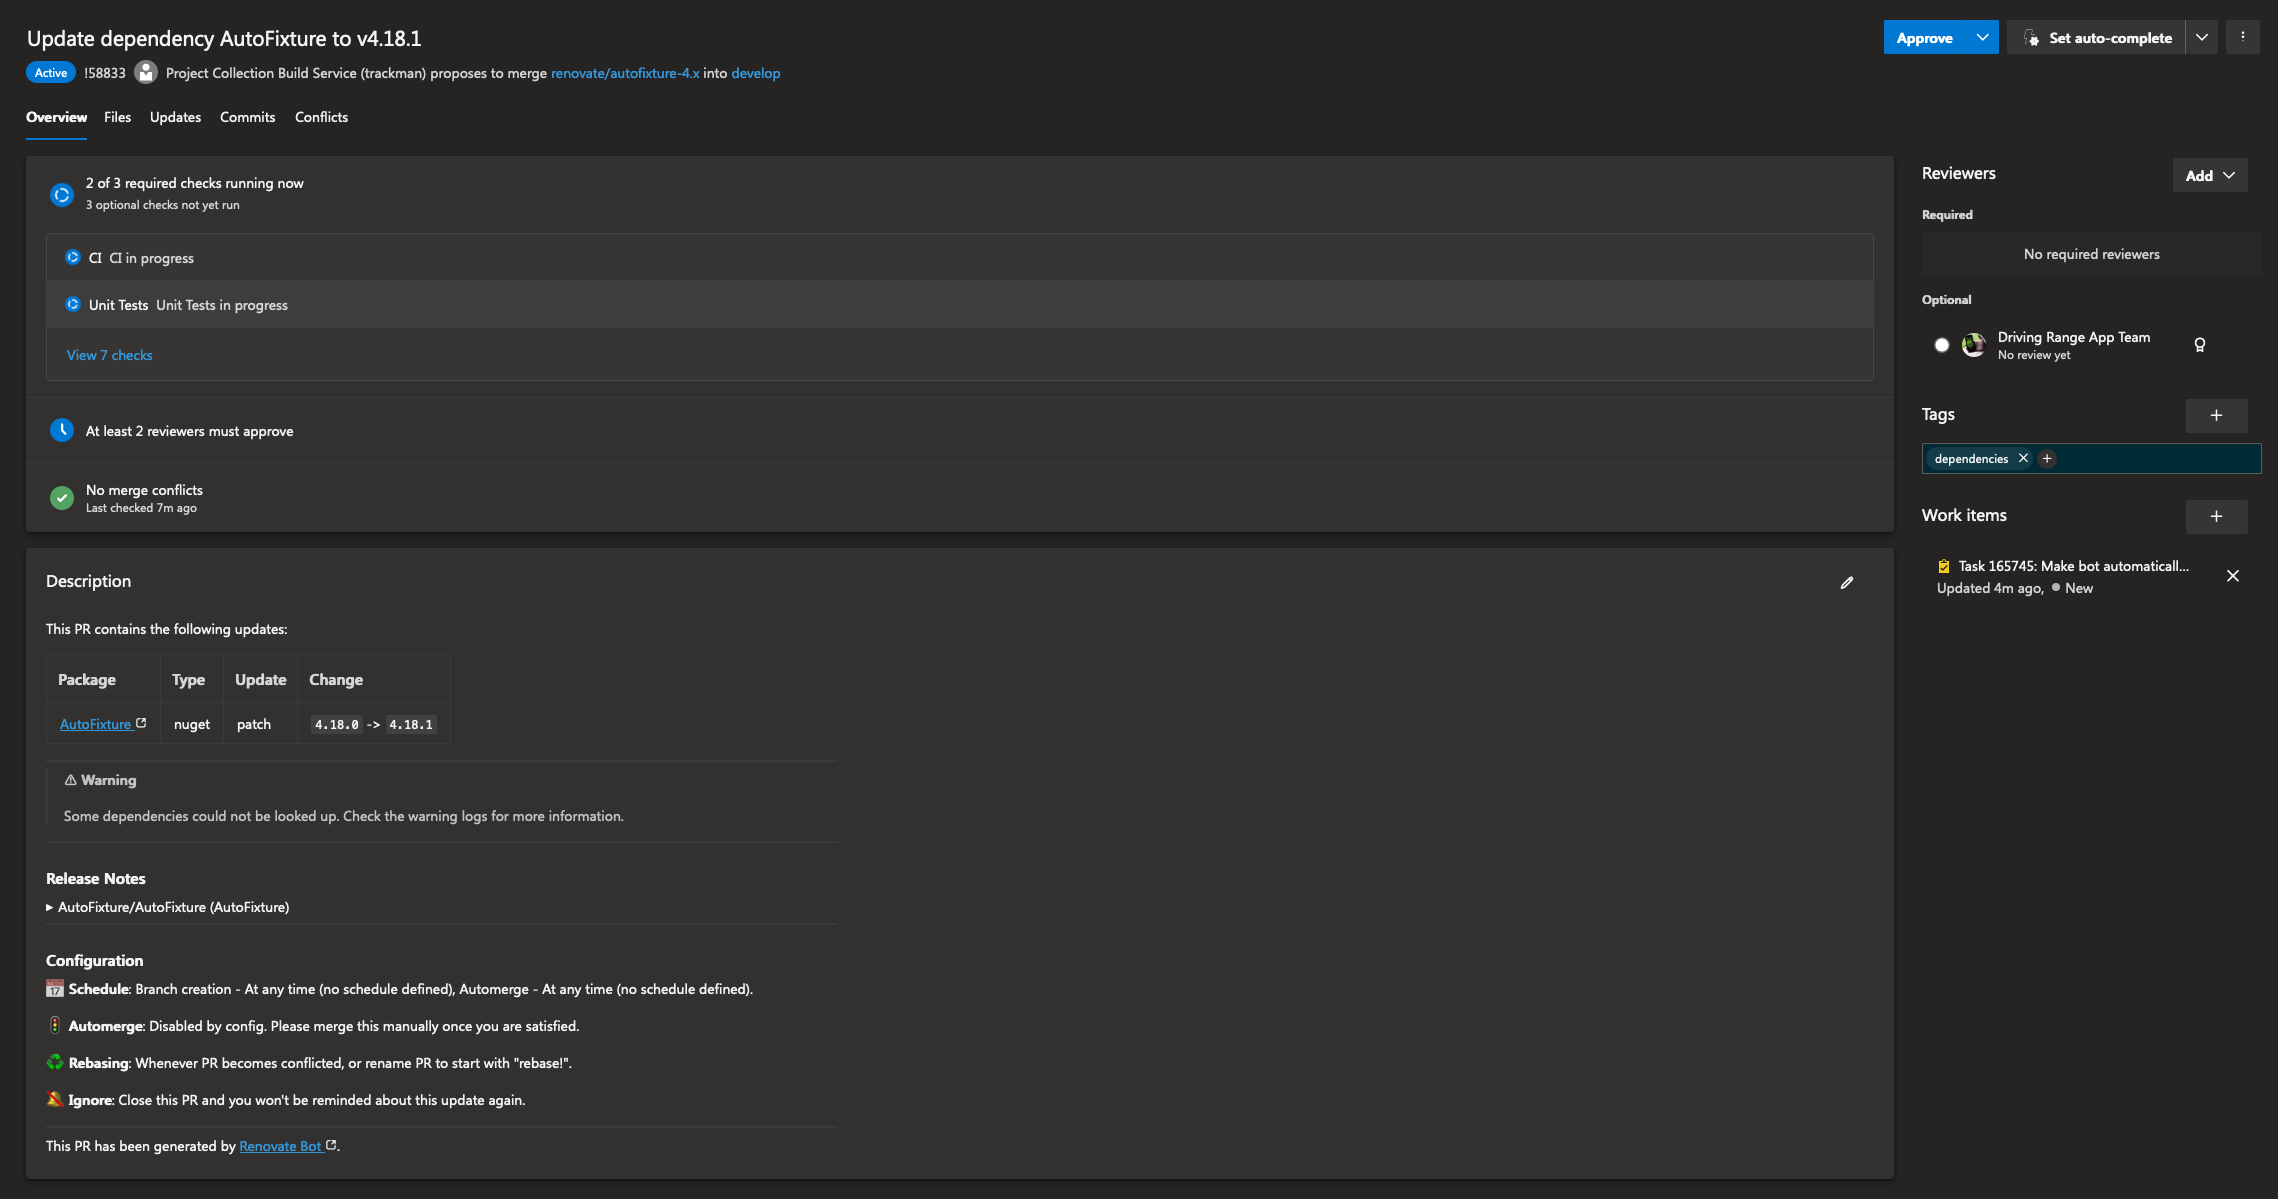 Update dependency AutoFixture to v4.18.1
Approve
Set auto-complete
Active !58833 Project Collection Build Service (trackman) proposes to merge renovate/autofixture-4.x into develop
Overview Files Updates Commits Conflicts
2 of 3 required checks running now
3 optional checks not yet run
CI CI in progress
Unit Tests Unit Tests in progress
View 7 checks
At least 2 reviewers must approve
No merge conflicts
Last checked 7m ago
Description
This PR contains the following updates:
Package Type Update Change
AutoFixture nuget patch 4.18.0 -> 4.18.1
⚠ Warning
Some dependencies could not be looked up. Check the warning logs for more information.
Release Notes
▸ AutoFixture/AutoFixture (AutoFixture)
Configuration
📅 Schedule: Branch creation - At any time (no schedule defined), Automerge - At any time (no schedule defined).
🚦 Automerge: Disabled by config. Please merge this manually once you are satisfied.
♻ Rebasing: Whenever PR becomes conflicted, or rename PR to start with "rebase!".
🔕 Ignore: Close this PR and you won't be reminded about this update again.
This PR has been generated by Renovate Bot.
Reviewers
Add
Required
No required reviewers
Optional
Driving Range App Team
No review yet
Tags
dependencies
Work items
Task 165745: Make bot automaticall...
Updated 4m ago, ● New